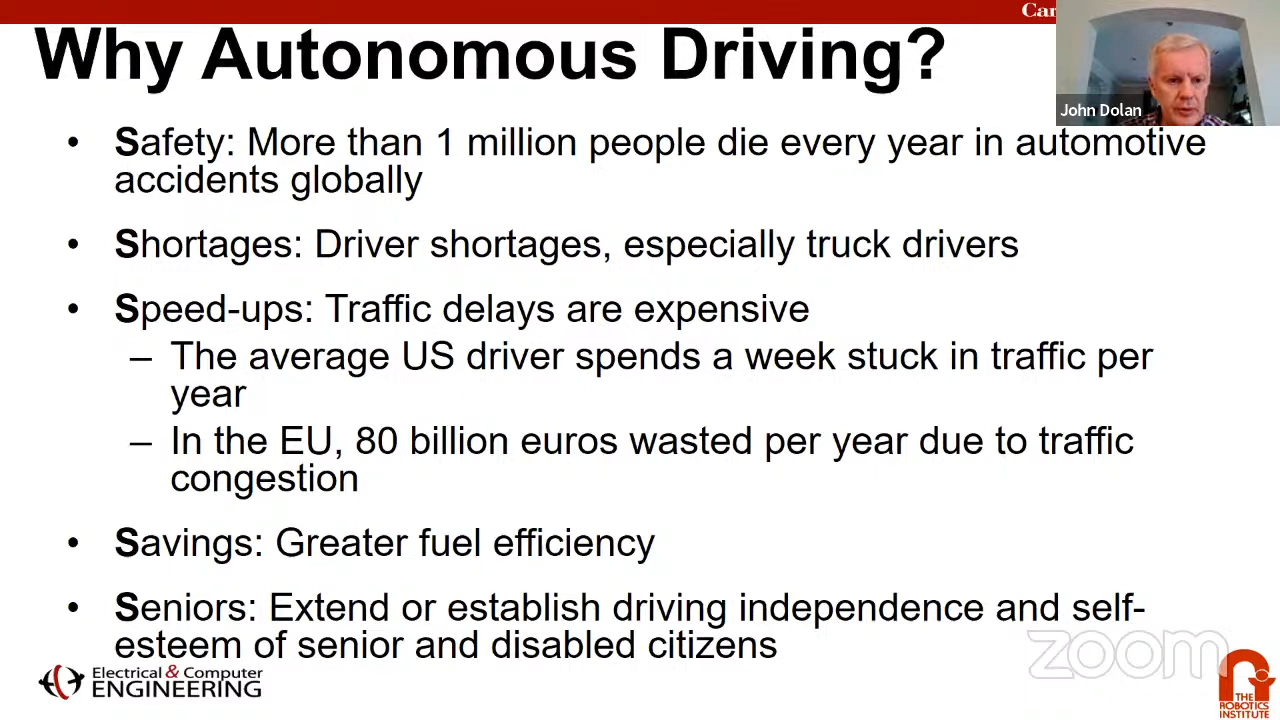 Car
Why Autonomous Driving?
John Dolan
• Safety: More than 1 million people die every year in automotive
accidents globally
• Shortages: Driver shortages, especially truck drivers
• Speed-ups: Traffic delays are expensive
– The average US driver spends a week stuck in traffic per
year
– In the EU, 80 billion euros wasted per year due to traffic
congestion
• Savings: Greater fuel efficiency
• Seniors: Extend or establish driving independence and self-
esteem of senior and disabled citizens
zoom
Electrical & Computer
ENGINEERING
THE
ROBOTICS
INSTITUTE